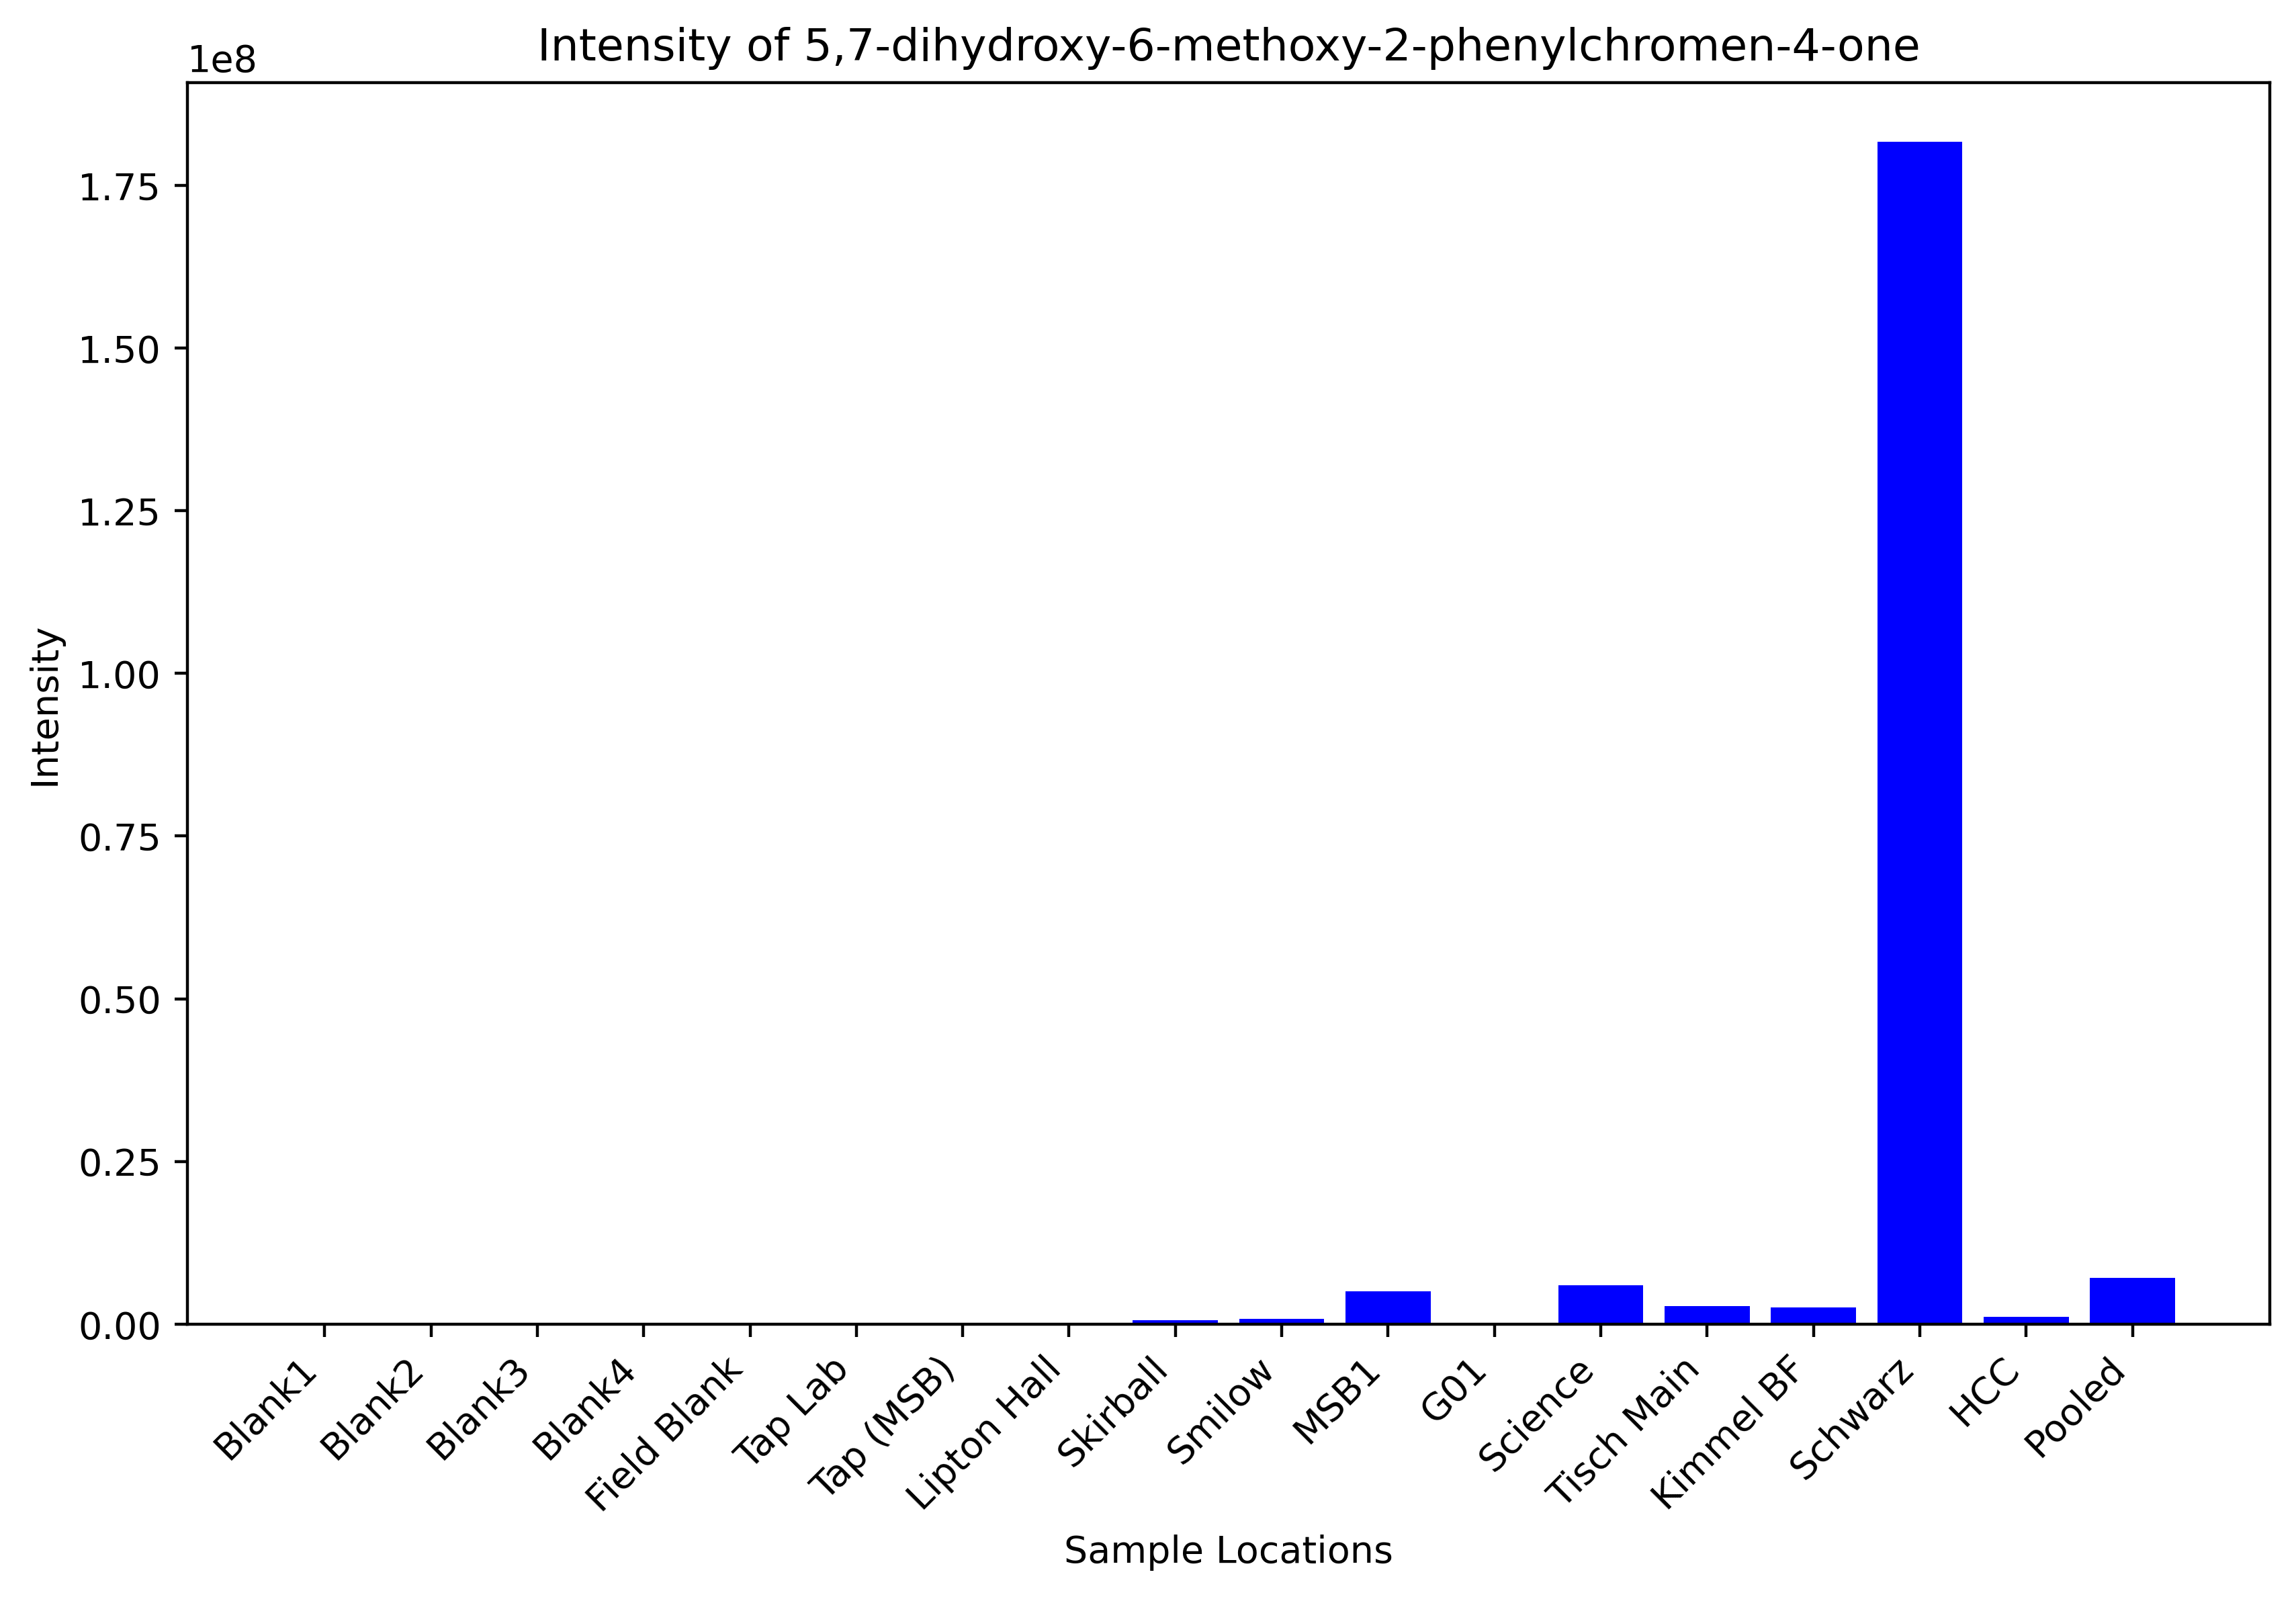 Intensity of 5,7-dihydroxy-6-methoxy-2-phenylchromen-4-one
1e8
1.75
1.50
1.25
1.00
0.75
0.50
0.25
0.00
Intensity
Blank1
Blank2
Blank3
Blank4
Field Blank
Tap Lab
Tap (MSB)
Lipton Hall
Skirball
Smilow
MSB1
G01
Science
Tisch Main
Kimmel BF
Schwarz
HCC
Pooled
Sample Locations